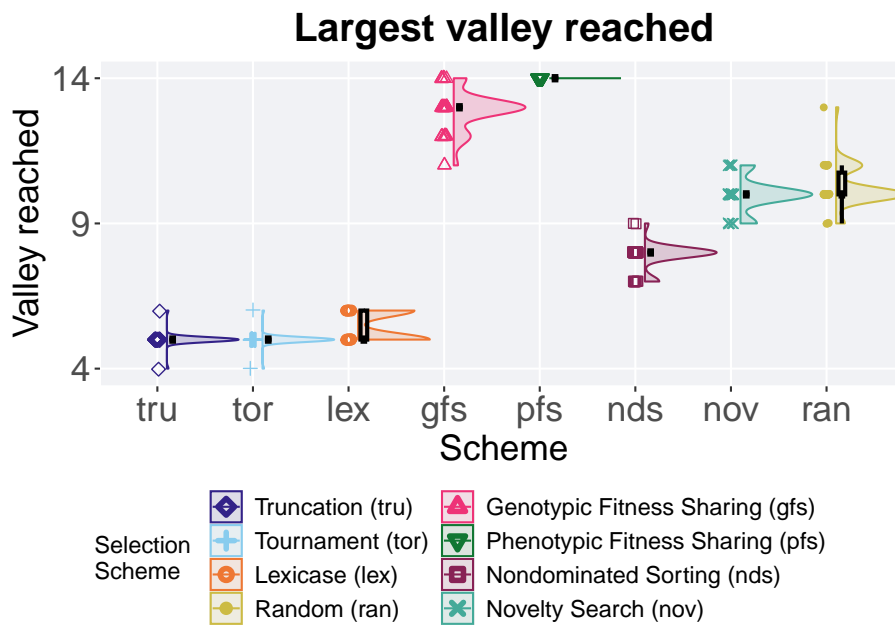 Largest valley reached
Valley reached
14
9
4
tru tor lex gfs pfs nds nov ran
Scheme
Selection
Scheme
Truncation (tru)
Tournament (tor)
Lexicase (lex)
Random (ran)
Genotypic Fitness Sharing (gfs)
Phenotypic Fitness Sharing (pfs)
Nondominated Sorting (nds)
Novelty Search (nov)